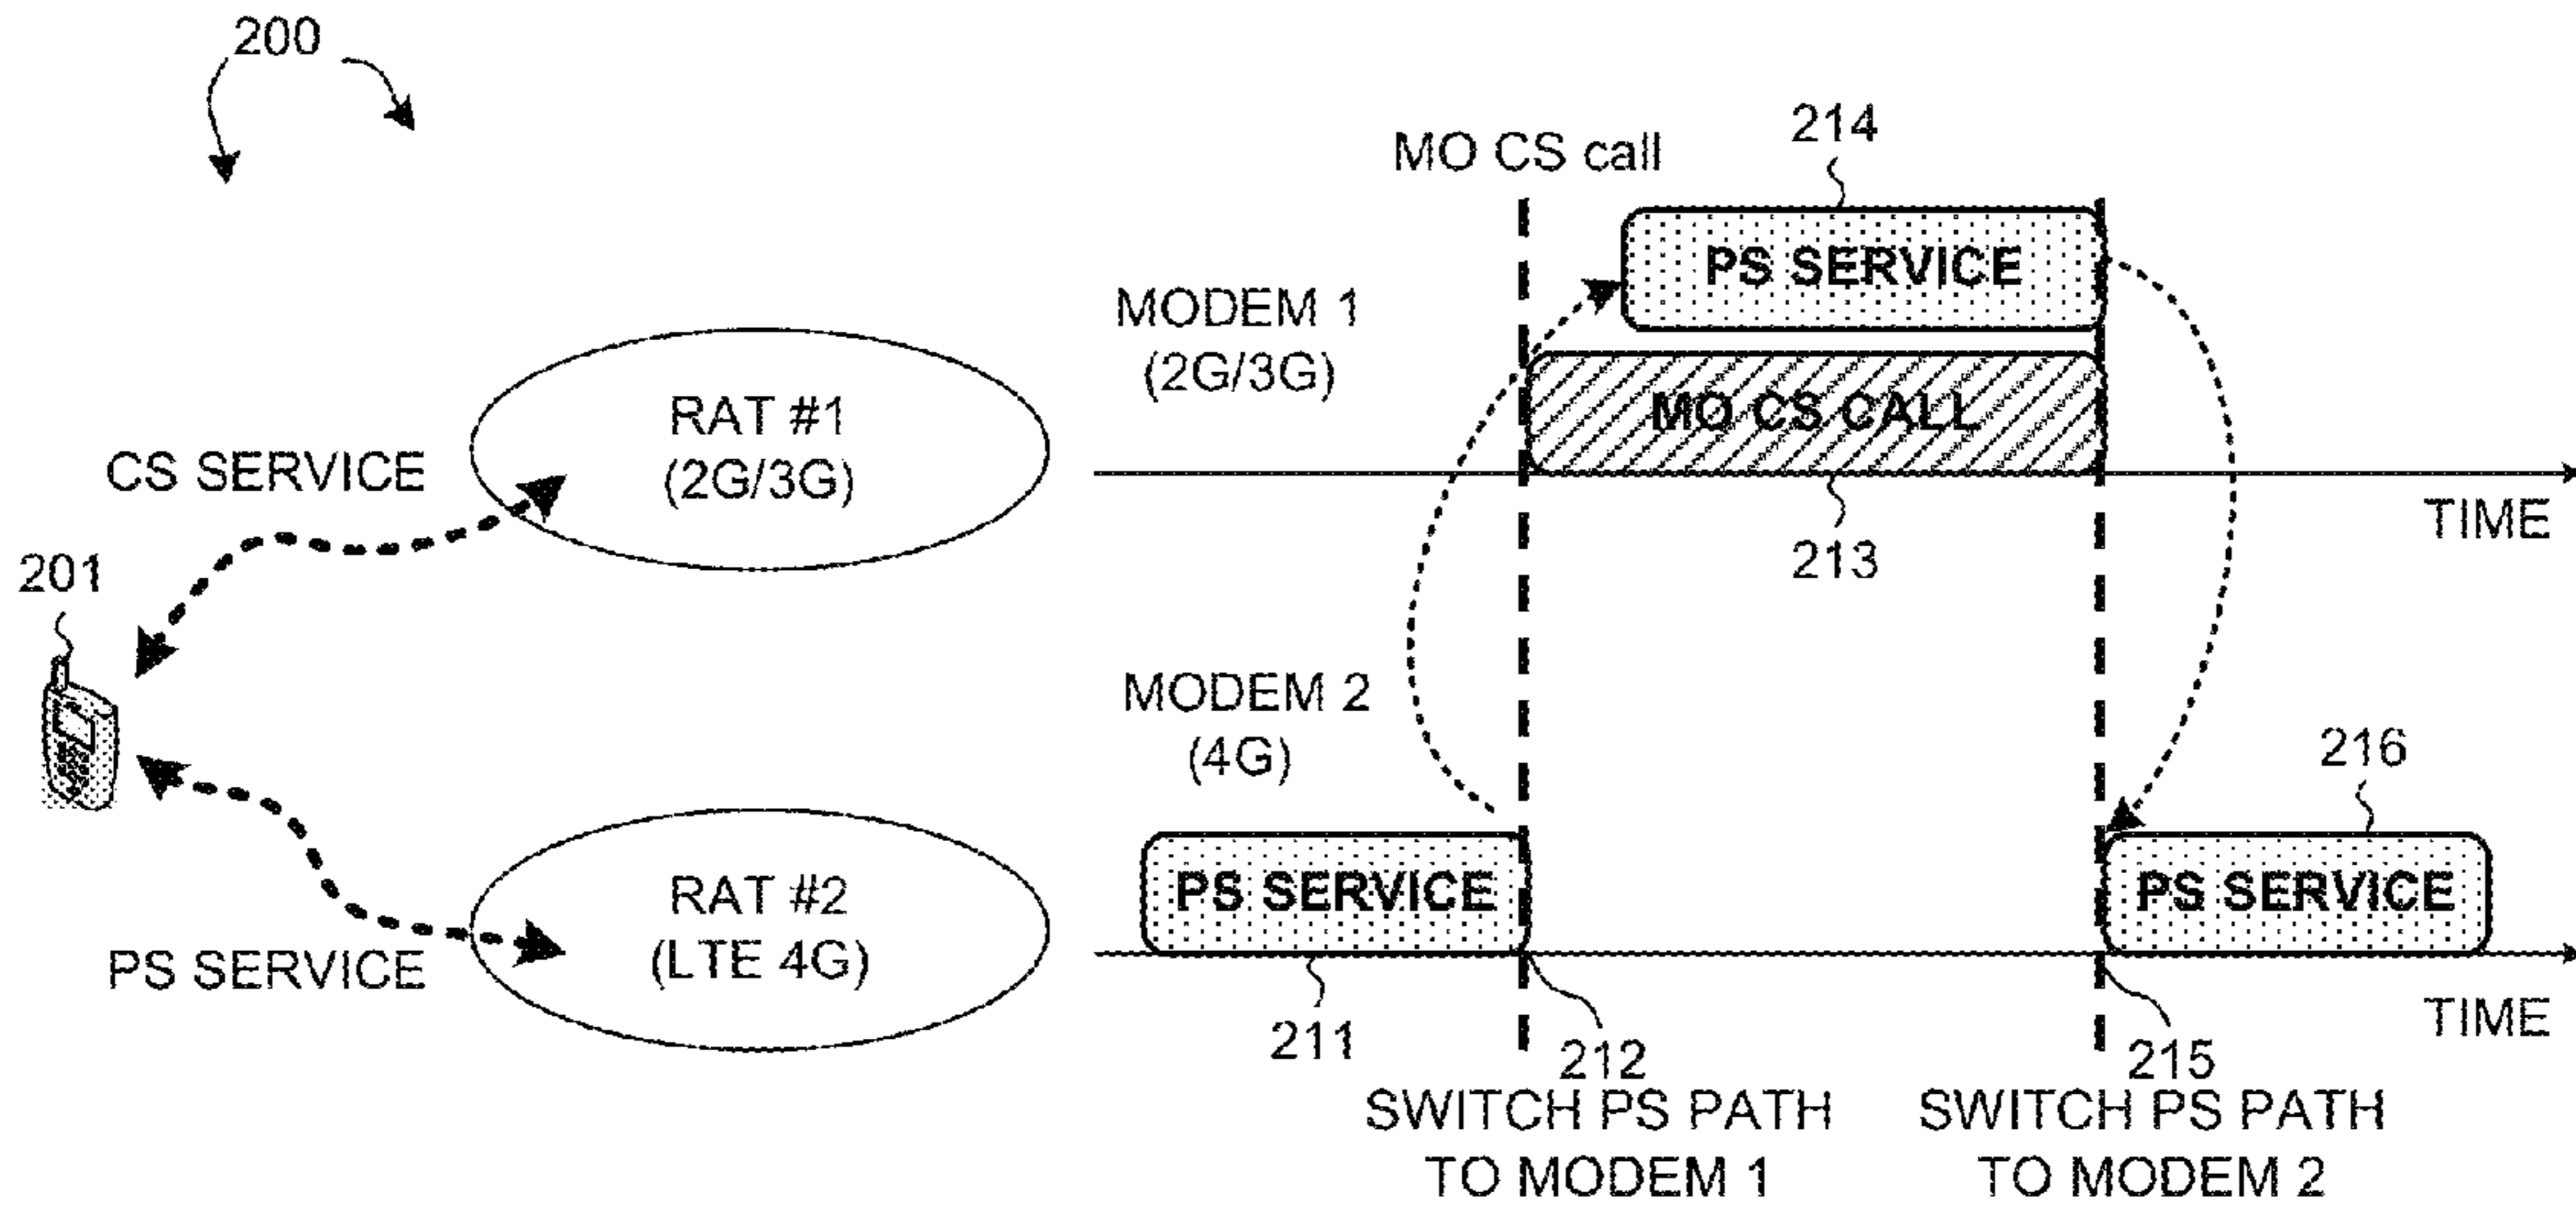 200
214
MO CS call
PS SERVICE
MODEM 1
(2G/3G)
RAT #1
(2G/3G)
MO CS CALL
CS SERVICE
TIME
213
201
MODEM 2
(4G)
216
RAT #2
(LTE 4G)
PS SERVICE
PS SERVICE
PS SERVICE
TIME
211
212
215
SWITCH PS PATH
TO MODEM 1
SWITCH PS PATH
TO MODEM 2